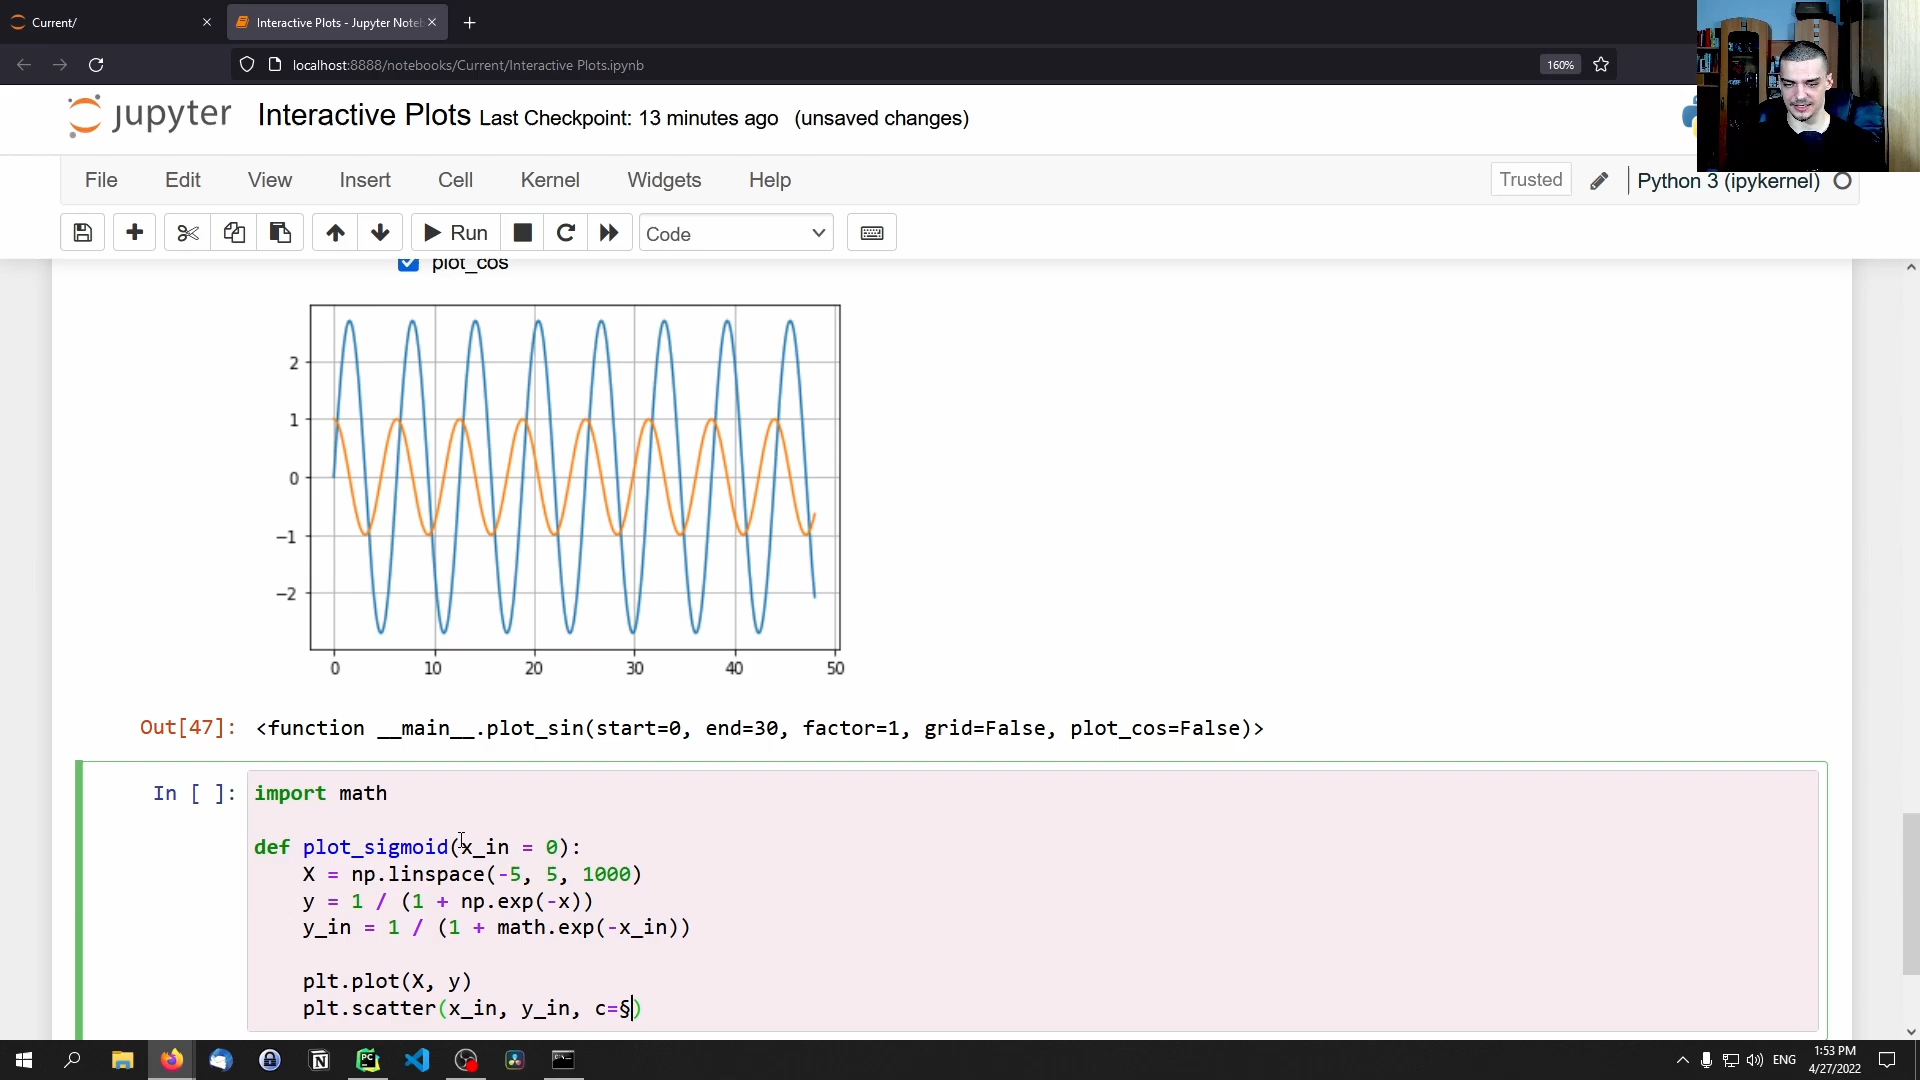 Current/
Interactive Plots - Jupyter Noteb
localhost:8888/notebooks/Current/Interactive Plots.ipynb
160%
jupyter Interactive Plots Last Checkpoint: 13 minutes ago (unsaved changes)
File Edit View Insert Cell Kernel Widgets Help
Trusted
Python 3 (ipykernel)
Run
Code
plot_cos
2
1
0
−1
−2
0 10 20 30 40 50
Out[47]: <function __main__.plot_sin(start=0, end=30, factor=1, grid=False, plot_cos=False)>
In [ ]: import math
def plot_sigmoid(x_in = 0):
X = np.linspace(-5, 5, 1000)
y = 1 / (1 + np.exp(-x))
y_in = 1 / (1 + math.exp(-x_in))
plt.plot(X, y)
plt.scatter(x_in, y_in, c=§)
ENG
1:53 PM
4/27/2022